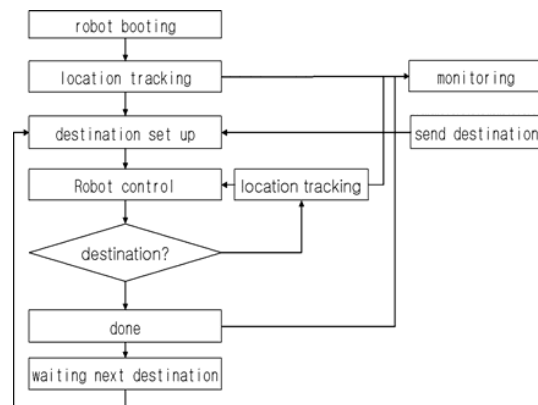 robot booting
location tracking
monitoring
destination set up
send destination
Robot control
location tracking
destination?
done
waiting next destination